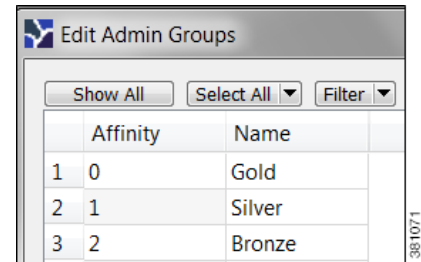 Edit Admin Groups
Show All Select All Filter
Affinity Name
1 0 Gold
2 1 Silver
3 2 Bronze
381071